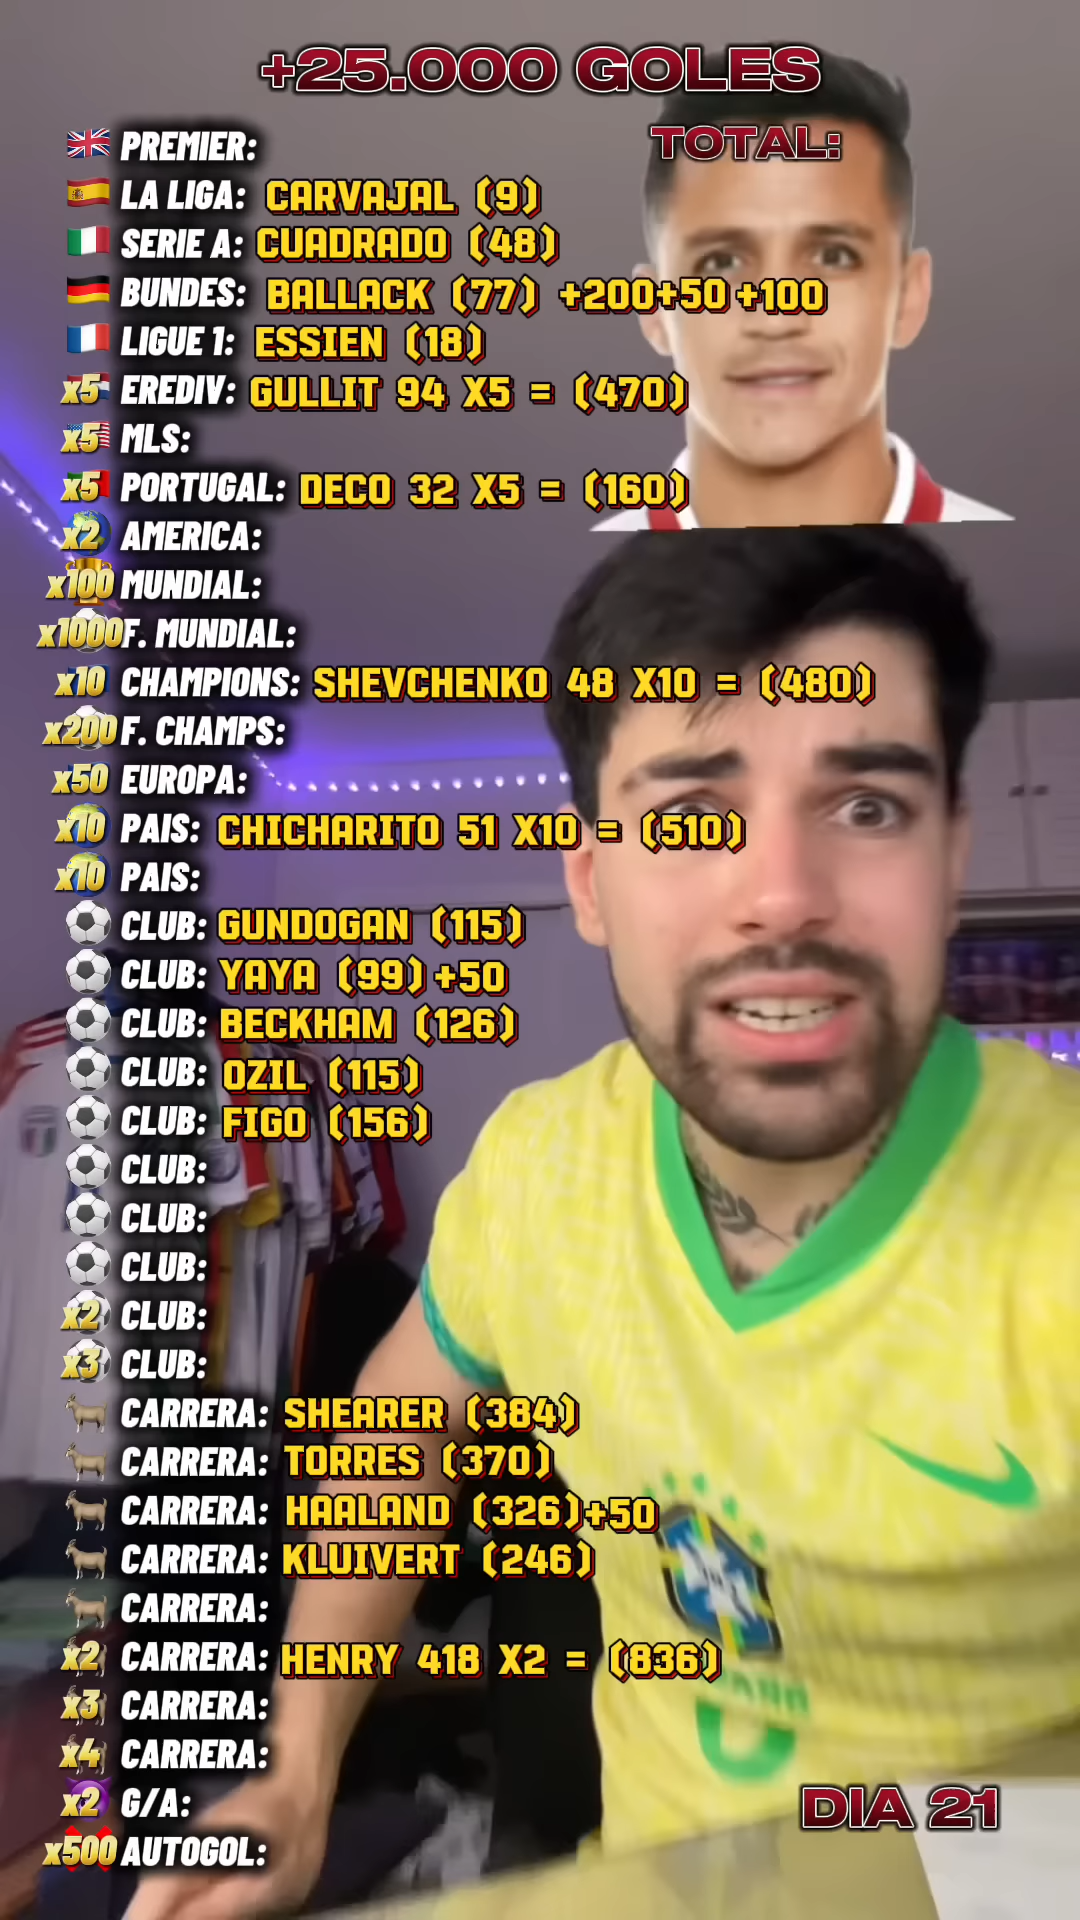 +25.000 GOLES
PREMIER:
TOTAL:
LA LIGA: CARVAJAL (9)
SERIE A: CUADRADO (48)
BUNDES: BALLACK (77) +200+50+100
LIGUE 1: ESSIEN (18)
x5 EREDIV: GULLIT 94 X5 = (470)
x5 MLS:
x5 PORTUGAL: DECO 32 X5 = (160)
x2 AMERICA:
x100 MUNDIAL:
x1000 F. MUNDIAL:
x10 CHAMPIONS: SHEVCHENKO 48 X10 = (480)
x200 F. CHAMPS:
x50 EUROPA:
x10 PAIS: CHICHARITO 51 X10 = (510)
x10 PAIS:
CLUB: GUNDOGAN (115)
CLUB: YAYA (99) +50
CLUB: BECKHAM (126)
CLUB: OZIL (115)
CLUB: FIGO (156)
CLUB:
CLUB:
CLUB:
x2 CLUB:
x3 CLUB:
CARRERA: SHEARER (384)
CARRERA: TORRES (370)
CARRERA: HAALAND (326)+50
CARRERA: KLUIVERT (246)
CARRERA:
x2 CARRERA: HENRY 418 X2 = (836)
x3 CARRERA:
x4 CARRERA:
x2 G/A:
DIA 21
x500 AUTOGOL: